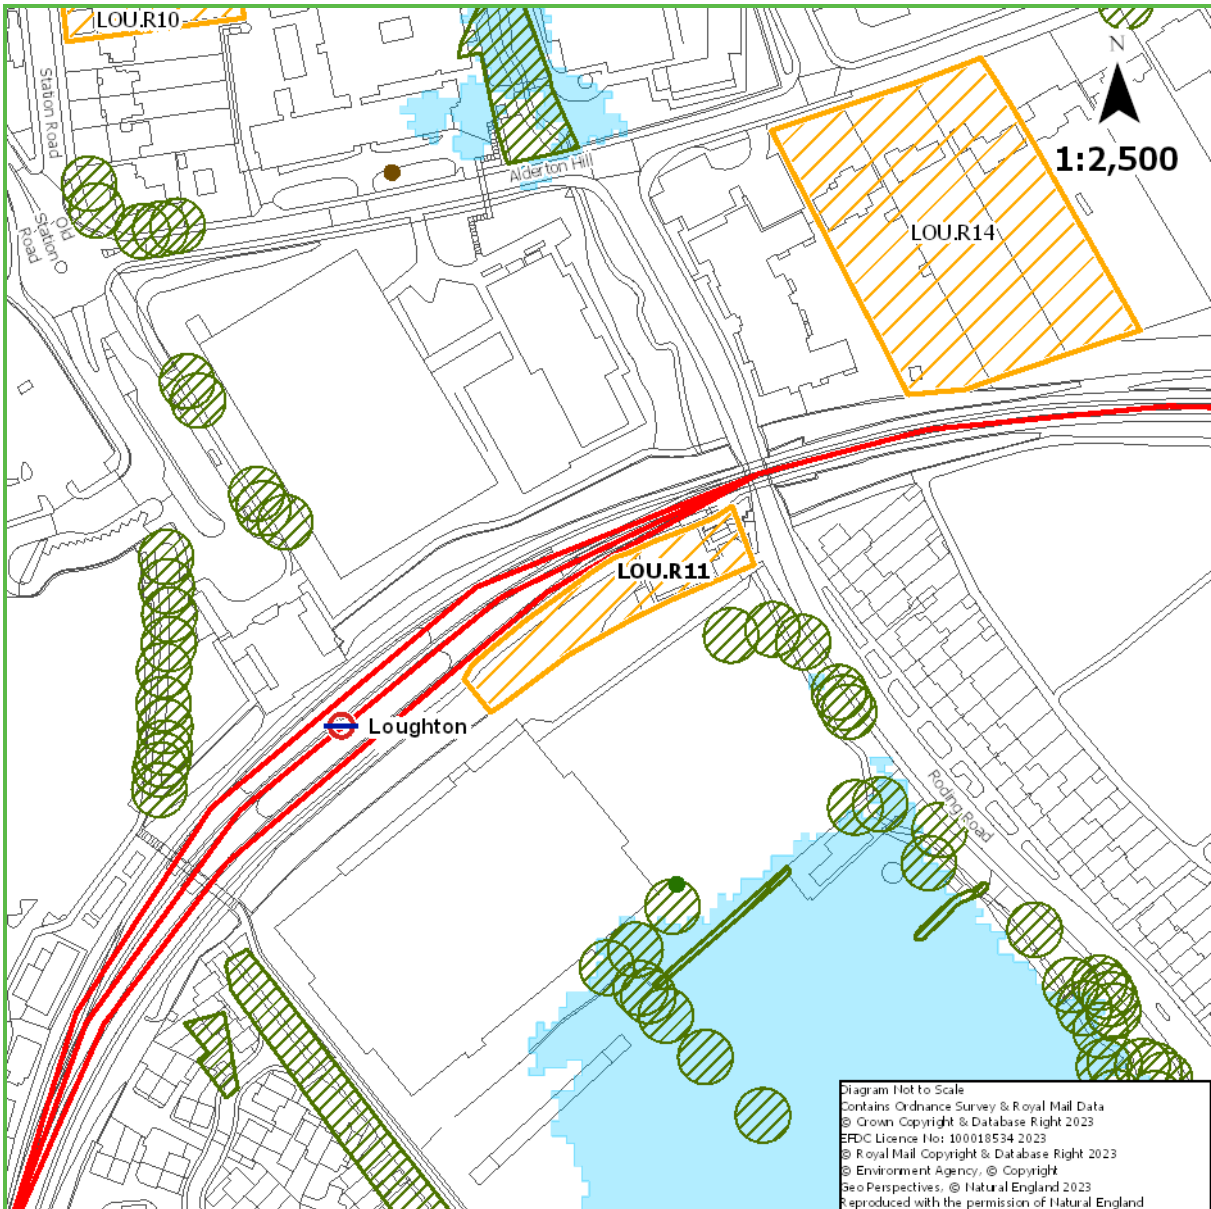 LOU.R10
N
1:2,500
Station Road
Alderton Hill
Old
Station
Road
LOU.R14
LOU.R11
Loughton
Roding Road
Diagram Not to Scale
Contains Ordnance Survey & Royal Mail Data
© Crown Copyright & Database Right 2023
EFDC Licence No: 100018534 2023
© Royal Mail Copyright & Database Right 2023
© Environment Agency, © Copyright
Geo Perspectives, © Natural England 2023
Reproduced with the permission of Natural England